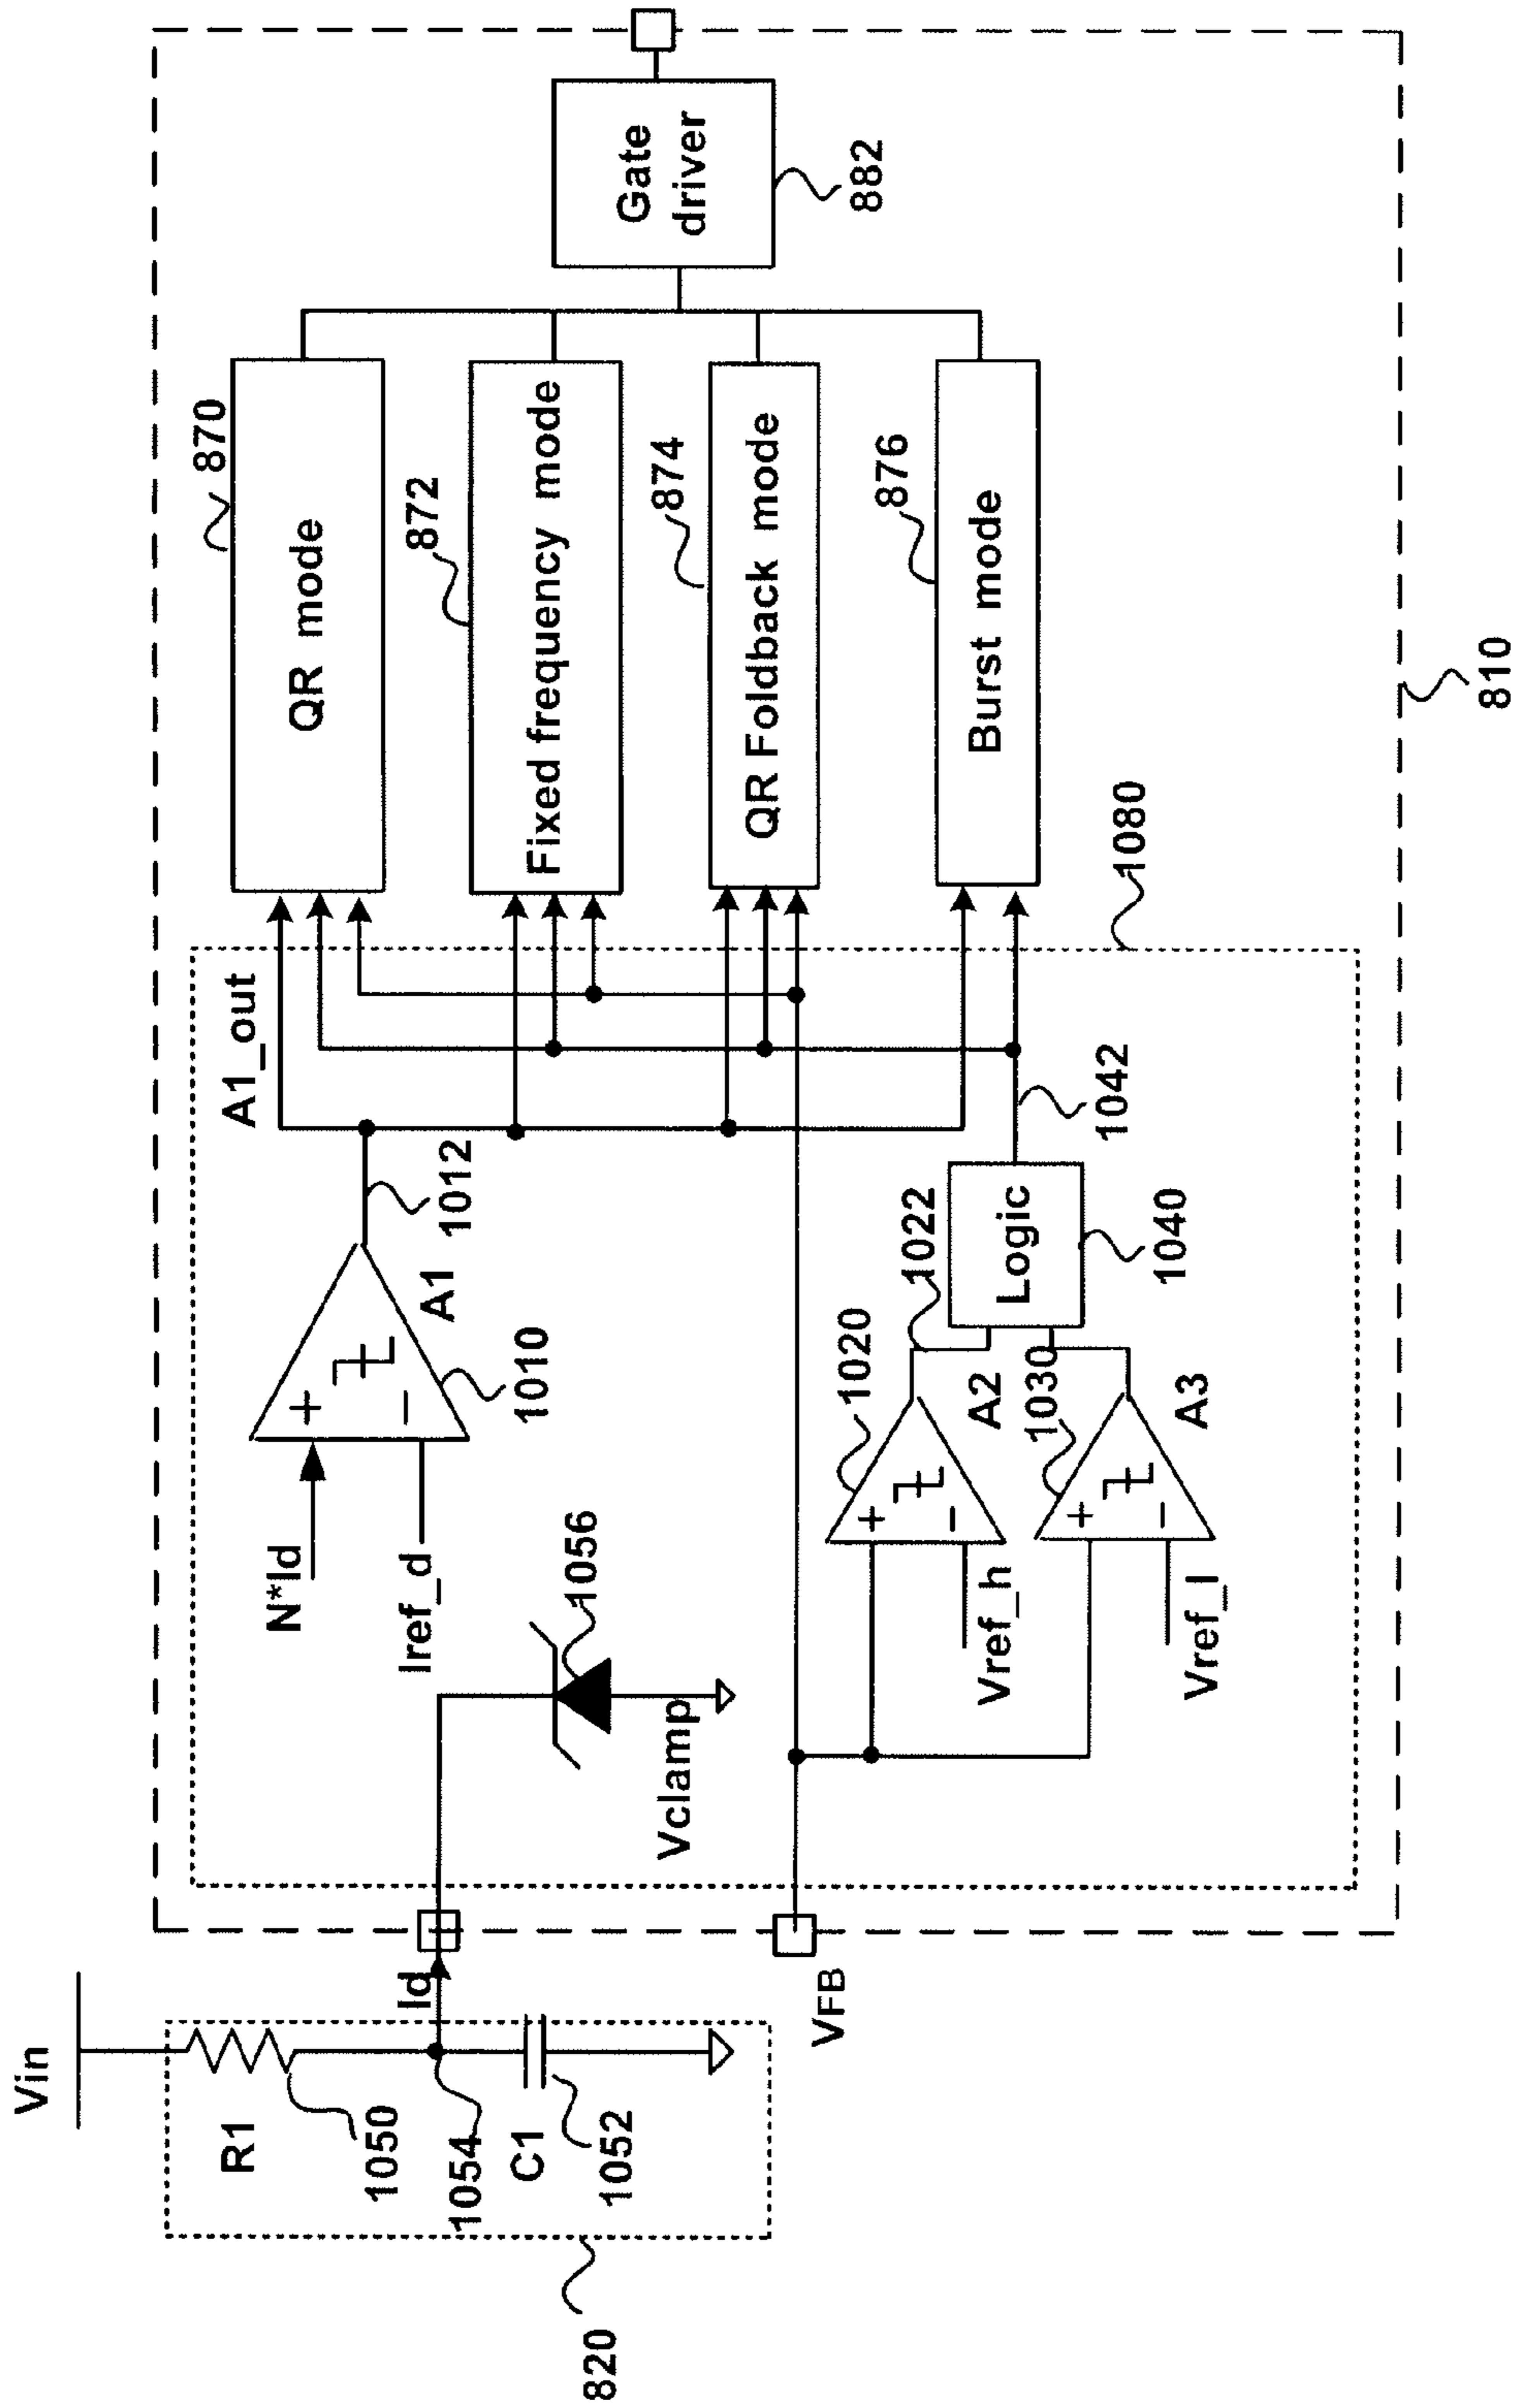 Vin
R1
1050
1054
C1
1052
820
Id
VFB
N*Id
Iref_d
A1
1010
1012
A1_out
1056
Vclamp
1020
1022
A2
Vref_h
1030
A3
Vref_l
Logic
1040
1042
1080
QR mode
870
Fixed frequency mode
872
QR Foldback mode
874
Burst mode
876
Gate
driver
882
810